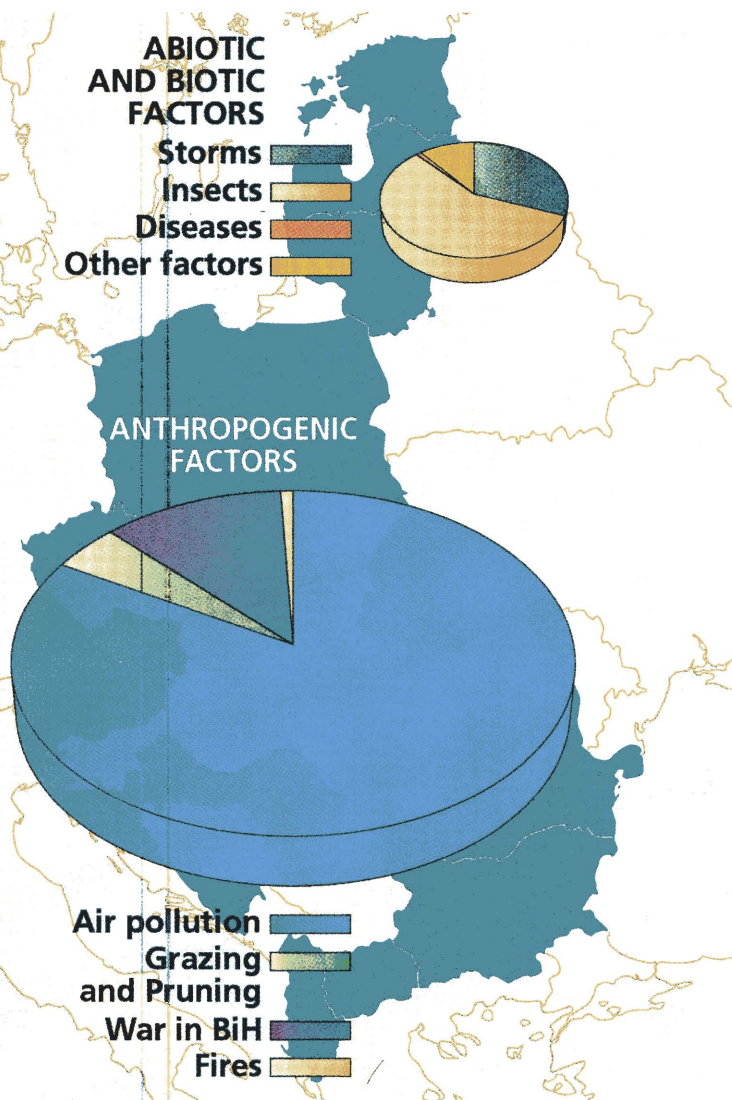 ABIOTIC
AND BIOTIC
FACTORS
Storms
Insects
Diseases
Other factors
ANTHROPOGENIC
FACTORS
Air pollution
Grazing
and Pruning
War in BiH
Fires